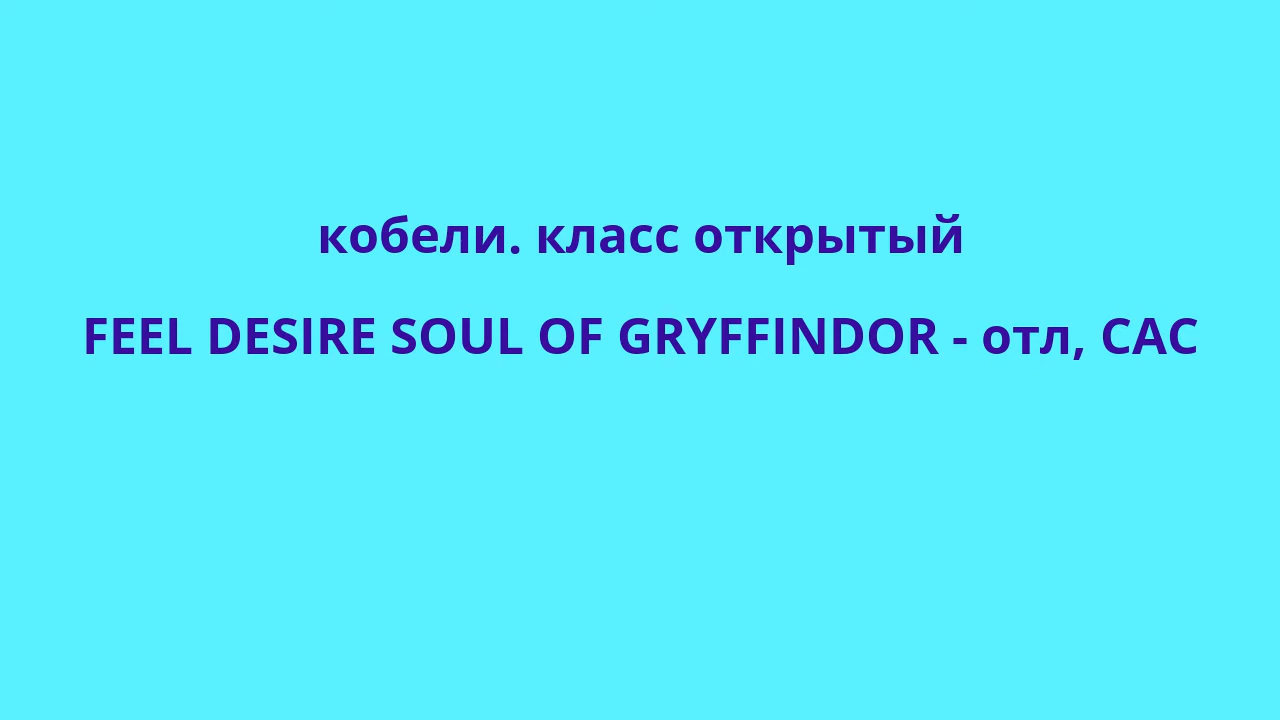 кобели. класс открытый
FEEL DESIRE SOUL OF GRYFFINDOR - отл, САС